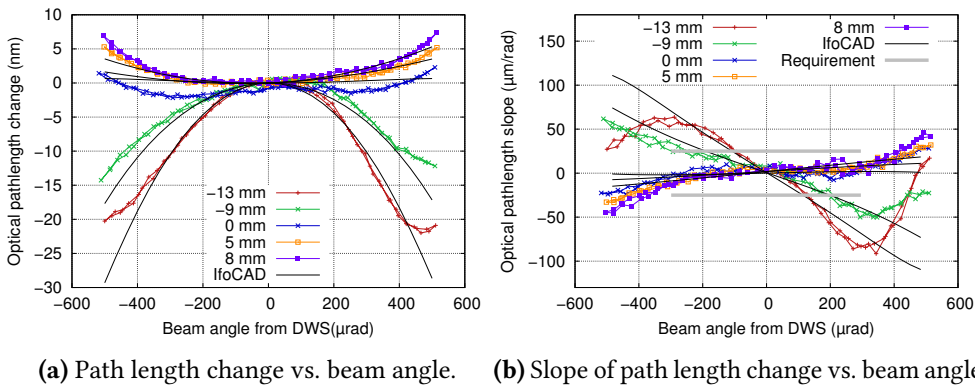 Optical pathlength change (nm)
10
5
0
−5
−10
−15
−20
−25
−30
−13 mm
−9 mm
0 mm
5 mm
8 mm
IfoCAD
−600 −400 −200 0 200 400 600
Beam angle from DWS(µrad)
(a) Path length change vs. beam angle.
Optical pathlength slope (µm/rad)
150
100
50
0
−50
−100
−13 mm
−9 mm
0 mm
5 mm
8 mm
IfoCAD
Requirement
−600 −400 −200 0 200 400 600
Beam angle from DWS (µrad)
(b) Slope of path length change vs. beam angle